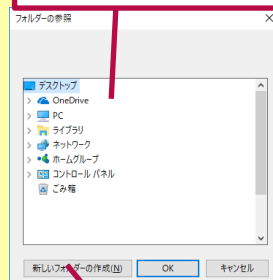 フォルダーの参照
デスクトップ
OneDrive
PC
ライブラリ
ネットワーク
ホームグループ
コントロール パネル
ごみ箱
新しいフォルダーの作成(N)
OK
キャンセル